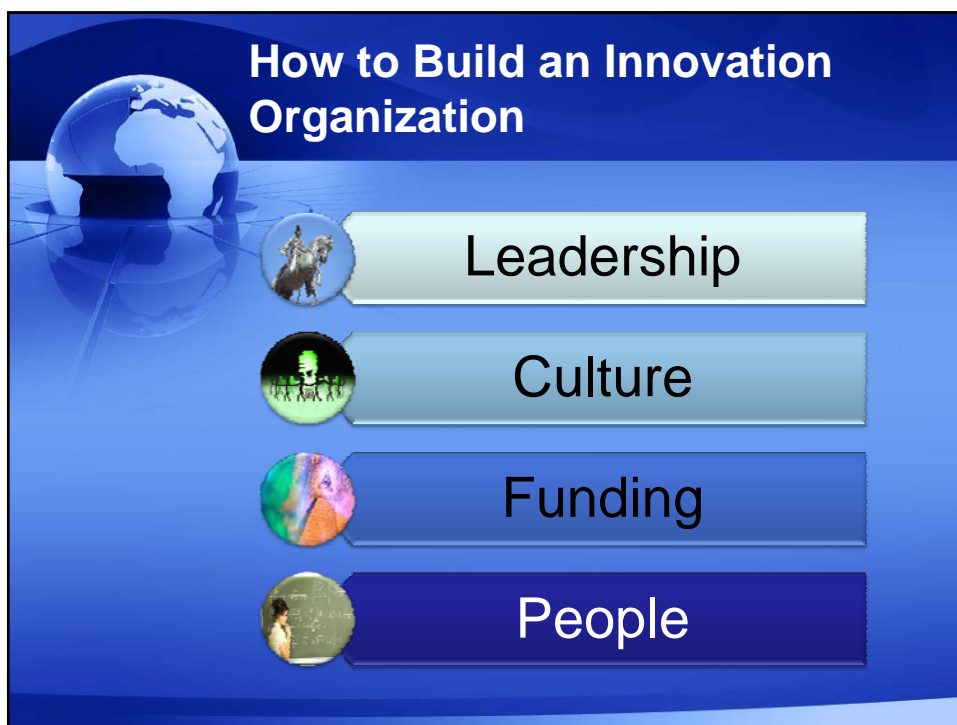 How to Build an Innovation
Organization
Leadership
Culture
Funding
People